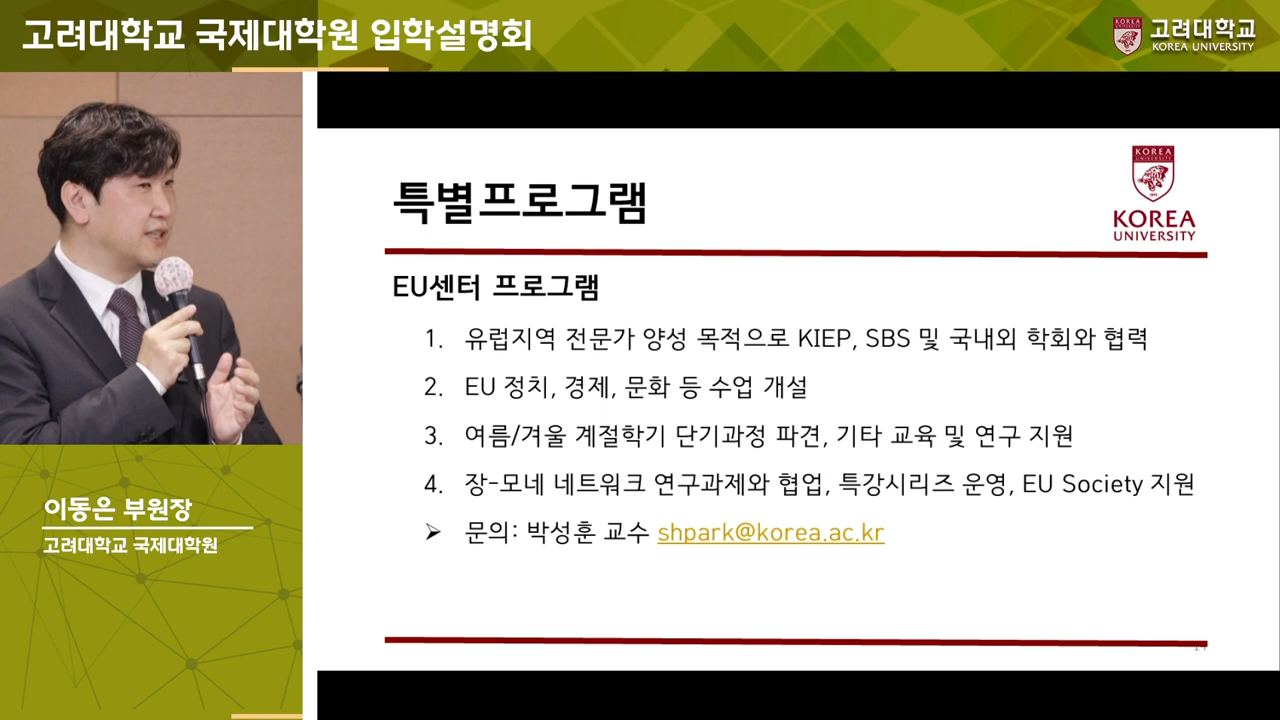 고려대학교 국제대학원 입학설명회
KOREA UNIVERSITY
고려대학교
KOREA UNIVERSITY
특별프로그램
KOREA
UNIVERSITY
KOREA
UNIVERSITY
EU센터 프로그램
1. 유럽지역 전문가 양성 목적으로 KIEP, SBS 및 국내외 학회와 협력
2. EU 정치, 경제, 문화 등 수업 개설
3. 여름/겨울 계절학기 단기과정 파견, 기타 교육 및 연구 지원
4. 장-모네 네트워크 연구과제와 협업, 특강시리즈 운영, EU Society 지원
➢ 문의: 박성훈 교수 shpark@korea.ac.kr
이동은 부원장
고려대학교 국제대학원